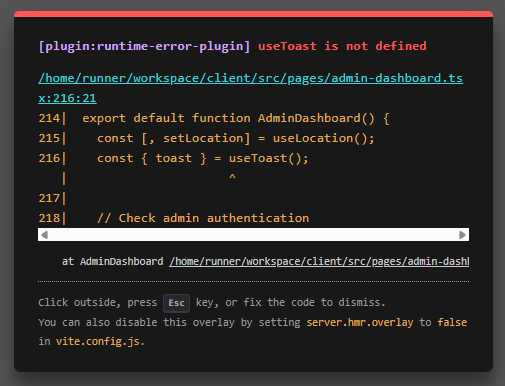 [plugin:runtime-error-plugin] useToast is not defined
/home/runner/workspace/client/src/pages/admin-dashboard.ts
x:216:21
214|  export default function AdminDashboard() {
215|    const [, setLocation] = useLocation();
216|    const { toast } = useToast();
   |                      ^
217|
218|    // Check admin authentication
at AdminDashboard /home/runner/workspace/client/src/pages/admin-dash
Click outside, press Esc key, or fix the code to dismiss.
You can also disable this overlay by setting server.hmr.overlay to false
in vite.config.js.